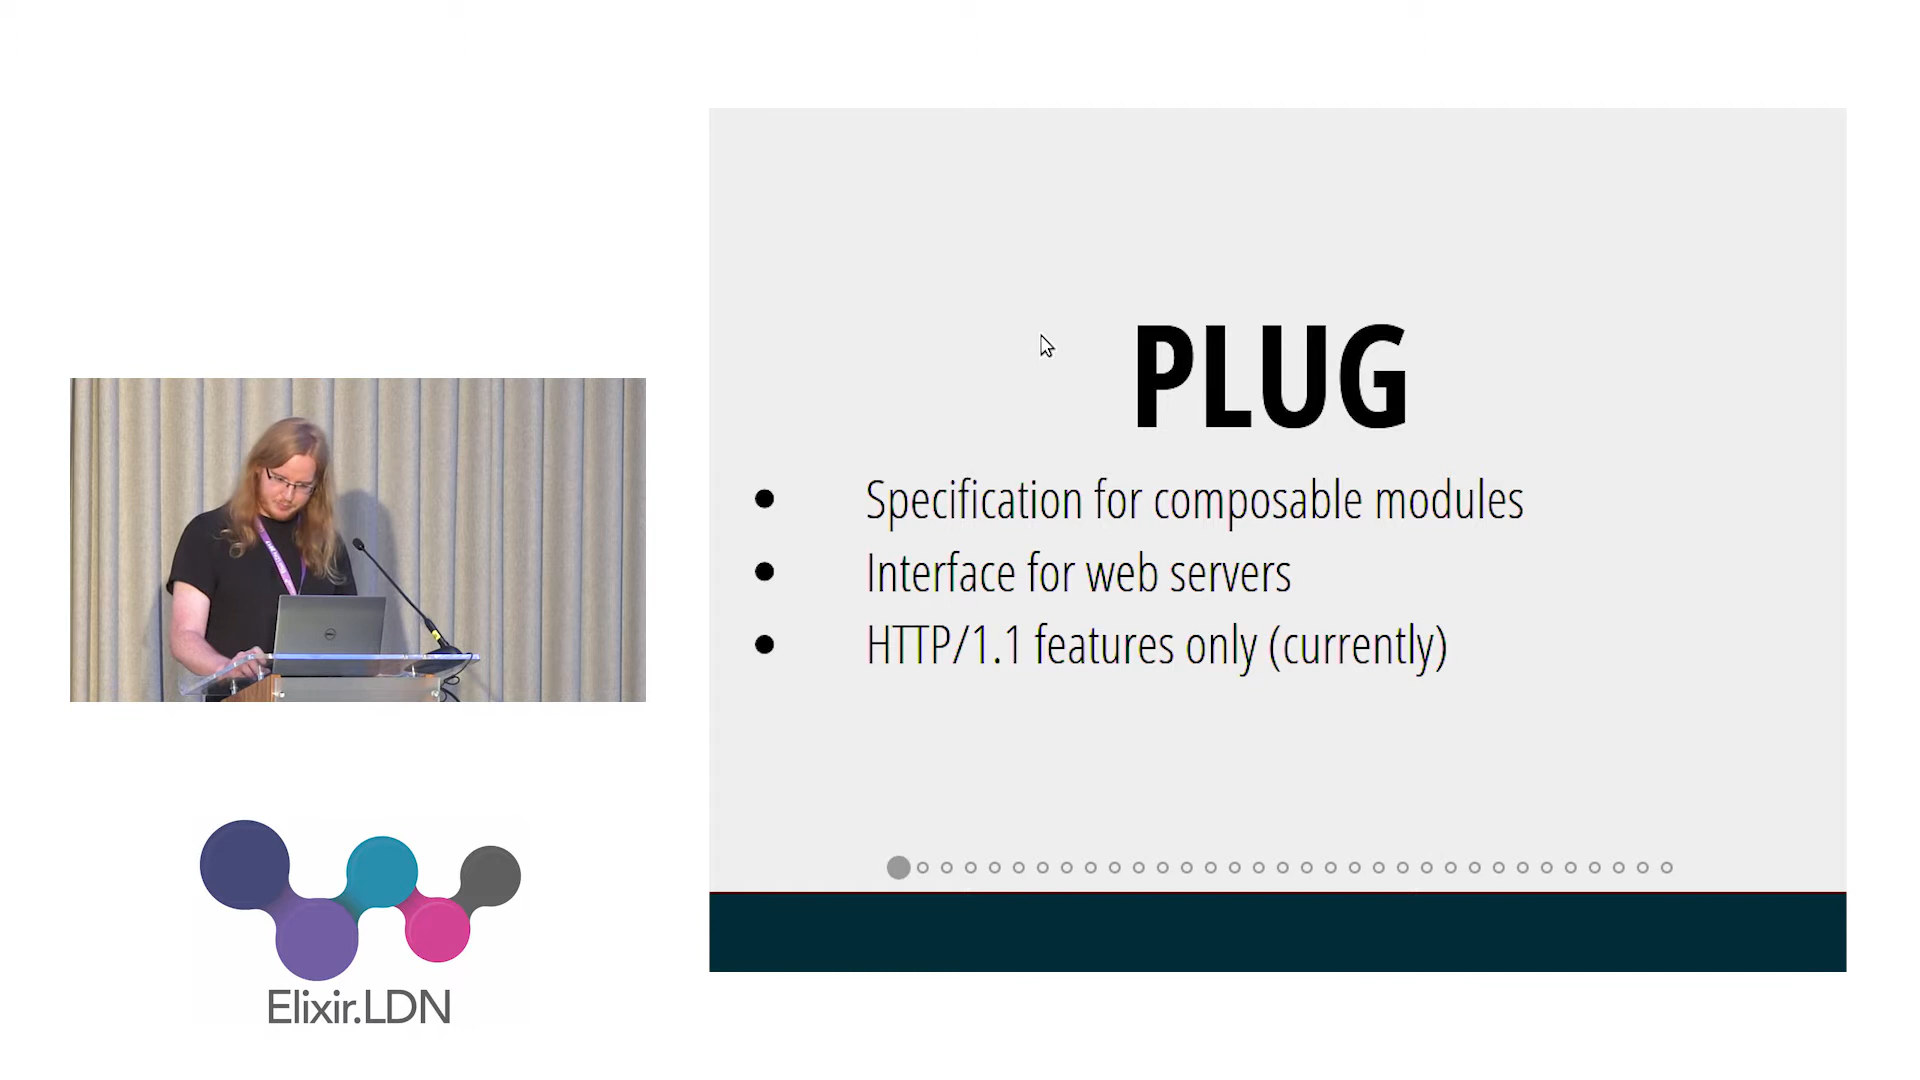 PLUG
Specification for composable modules
Interface for web servers
HTTP/1.1 features only (currently)
Elixir.LDN